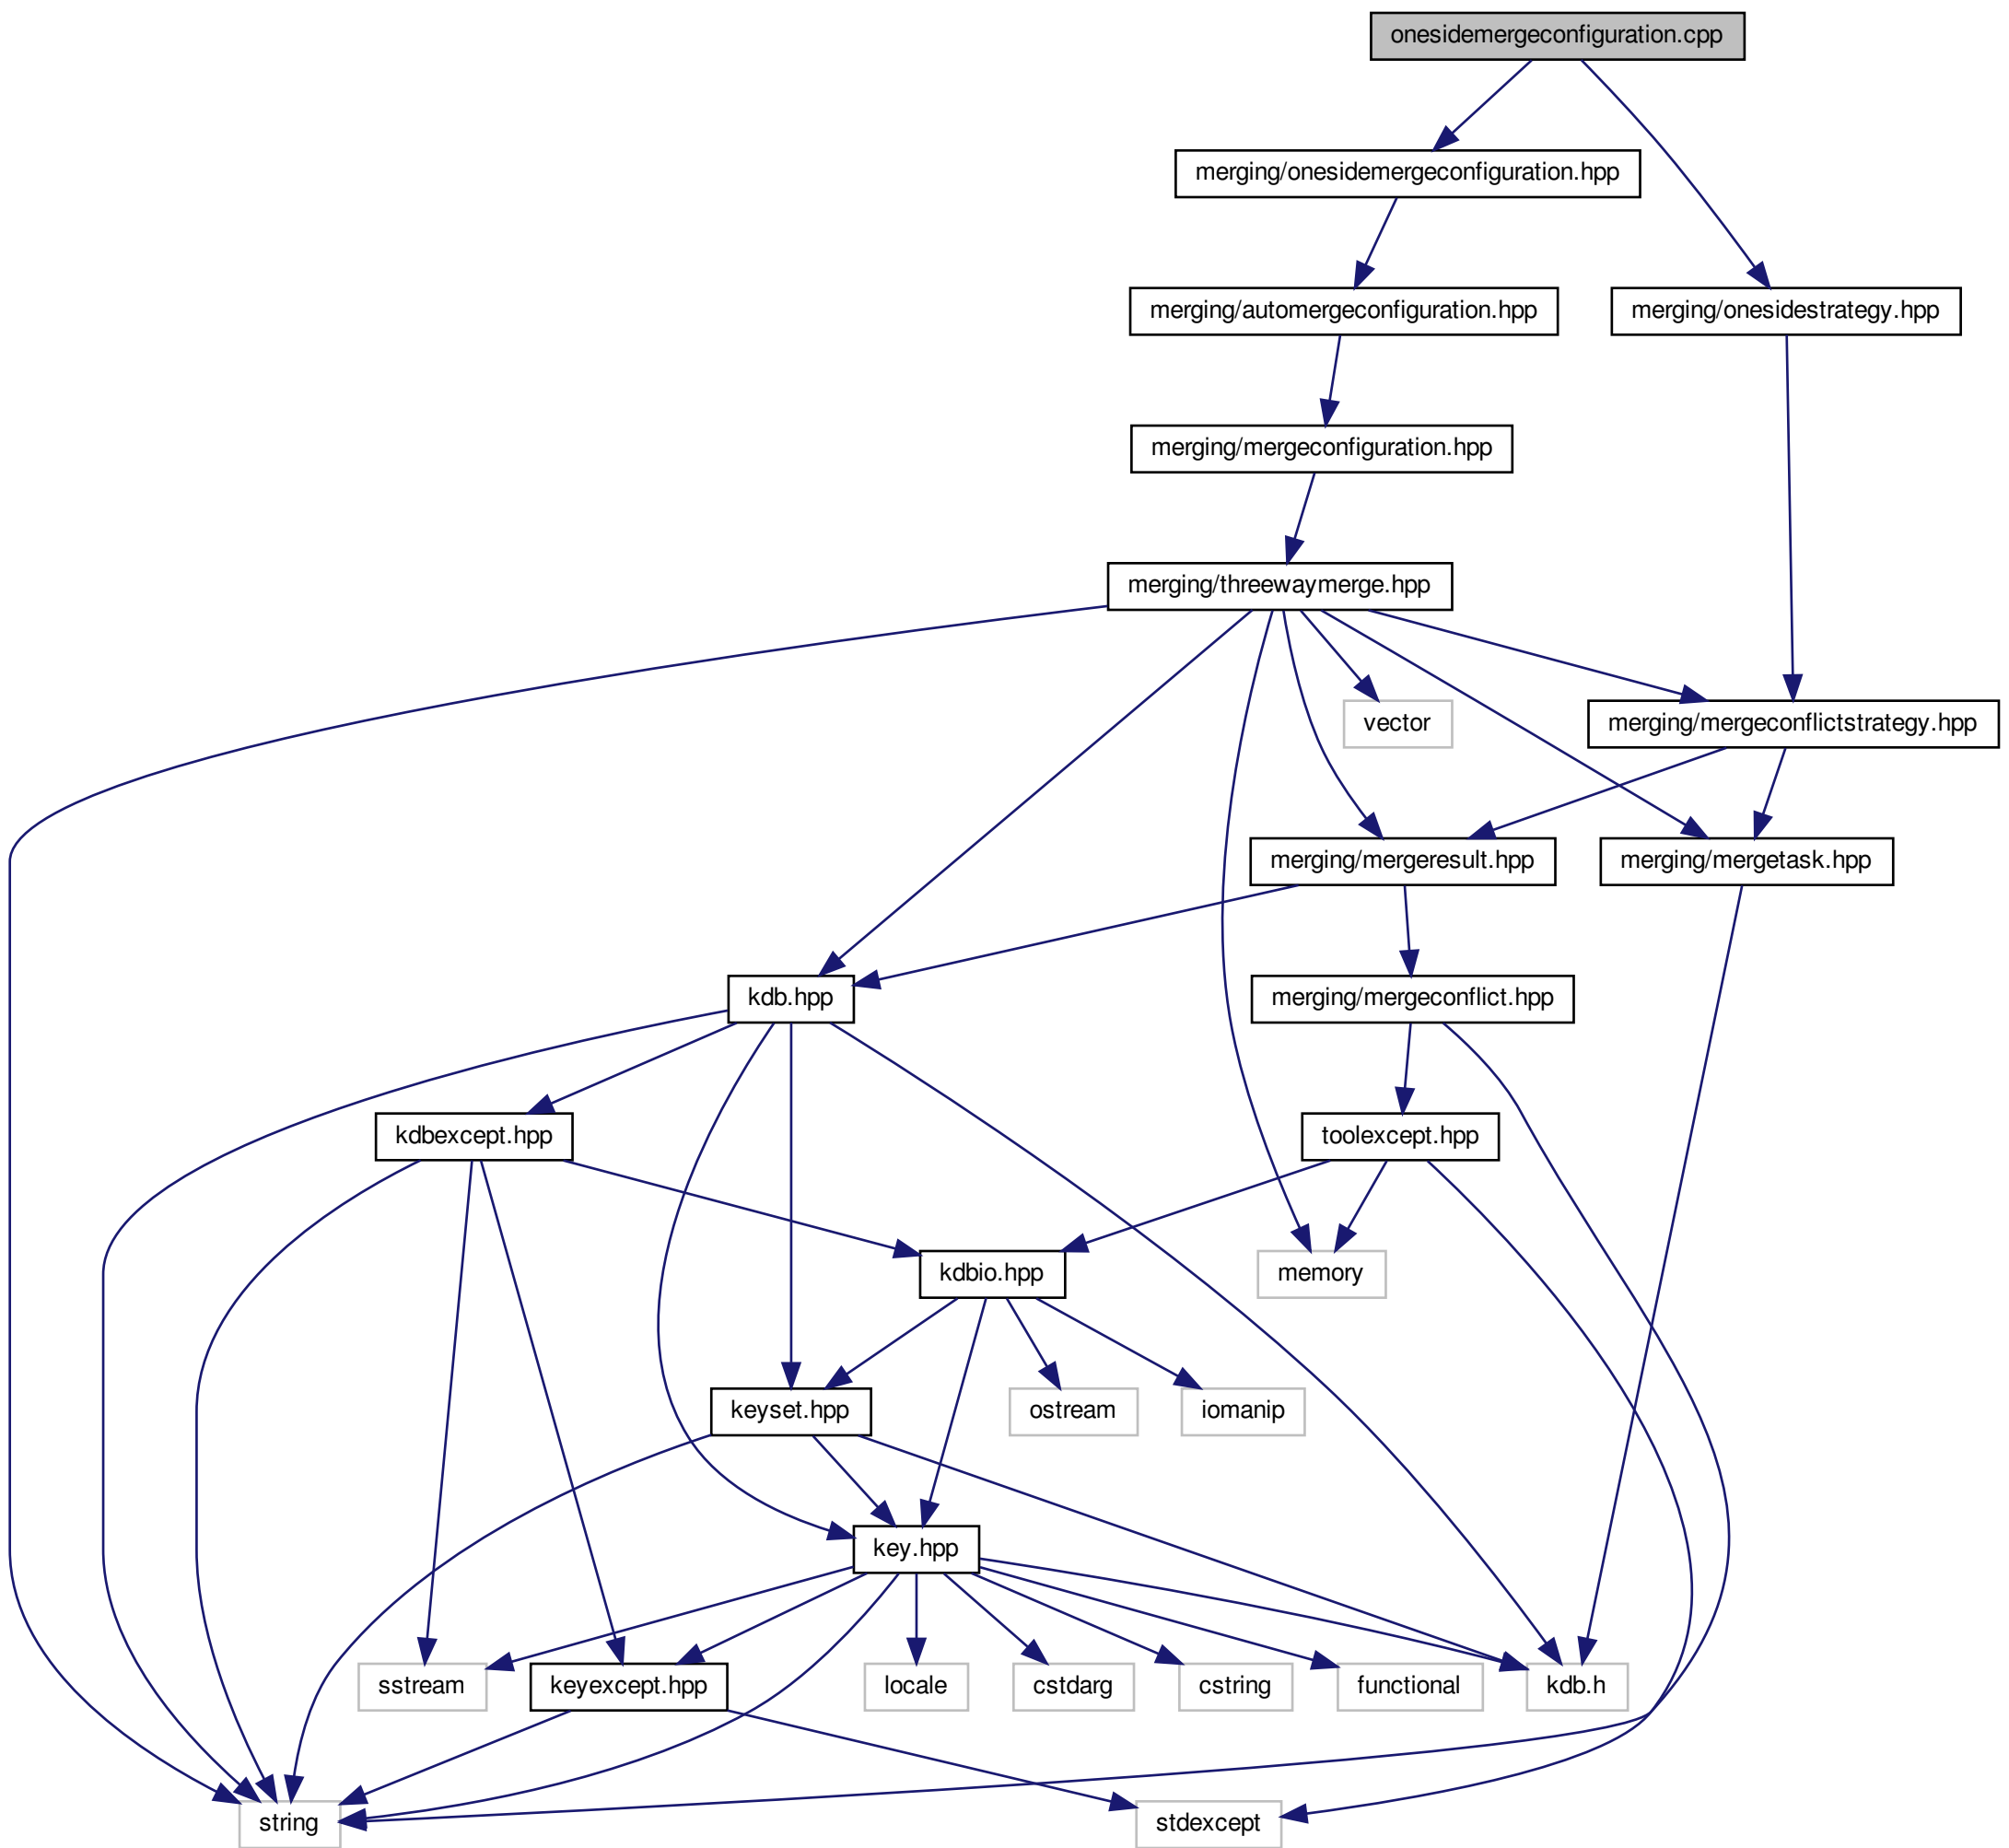 onesidemergeconfiguration.cpp
merging/onesidemergeconfiguration.hpp
merging/automergeconfiguration.hpp
merging/onesidestrategy.hpp
merging/mergeconfiguration.hpp
merging/threewaymerge.hpp
vector
merging/mergeconflictstrategy.hpp
merging/mergeresult.hpp
merging/mergetask.hpp
kdb.hpp
merging/mergeconflict.hpp
kdbexcept.hpp
toolexcept.hpp
kdbio.hpp
memory
keyset.hpp
ostream
iomanip
key.hpp
sstream
keyexcept.hpp
locale
cstdarg
cstring
functional
kdb.h
string
stdexcept